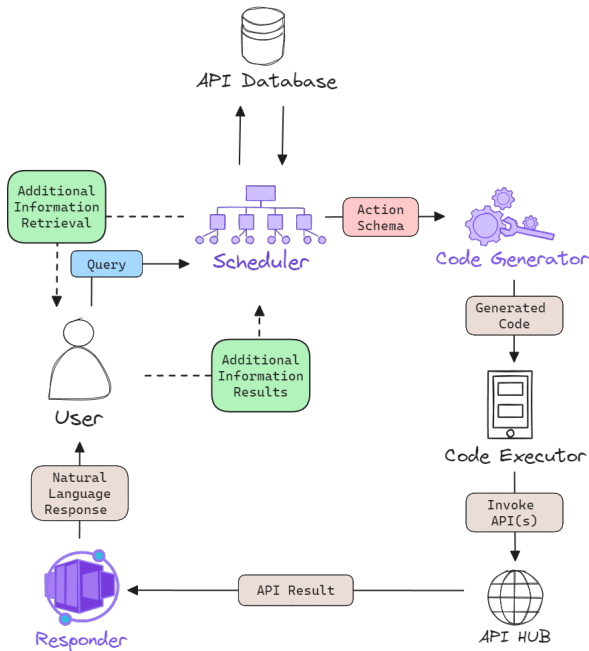 API Database
Additional
Information
Retrieval
Action
Schema
Query
Scheduler
Code Generator
Generated
Code
Additional
Information
Results
User
Code Executor
Natural
Language
Response
Invoke
API(s)
API Result
Responder
API HUB